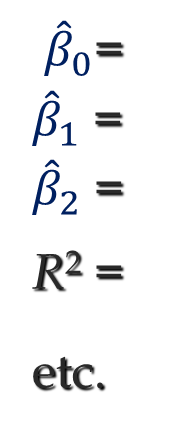 β̂₀=
β̂₁ =
β̂₂ =
R² =
etc.